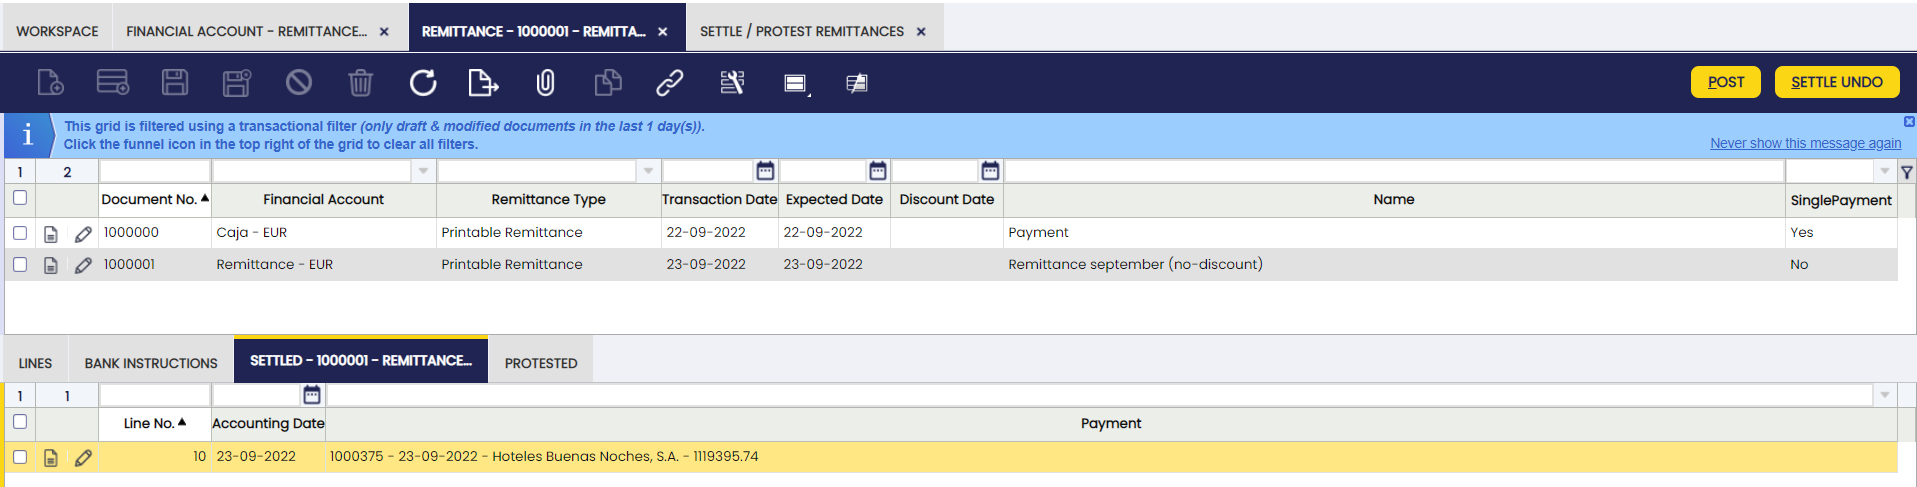 WORKSPACE FINANCIAL ACCOUNT - REMITTANCE... × REMITTANCE - 1000001 - REMITTA... × SETTLE / PROTEST REMITTANCES ×
POST SETTLE UNDO
i
This grid is filtered using a transactional filter (only draft & modified documents in the last 1 day(s)).
Click the funnel icon in the top right of the grid to clear all filters. Never show this message again
1 2
Document No. Financial Account Remittance Type Transaction Date Expected Date Discount Date Name SinglePayment
1000000 Caja - EUR Printable Remittance 22-09-2022 22-09-2022 Payment Yes
1000001 Remittance - EUR Printable Remittance 23-09-2022 23-09-2022 Remittance september (no-discount) No
LINES BANK INSTRUCTIONS SETTLED - 1000001 - REMITTANCE... PROTESTED
1 1
Line No. Accounting Date Payment
10 23-09-2022 1000375 - 23-09-2022 - Hoteles Buenas Noches, S.A. - 1119395.74